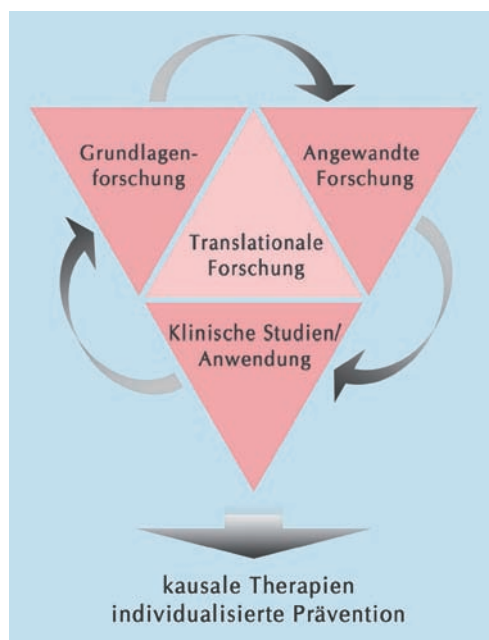 Grundlagen-
forschung
Angewandte
Forschung
Translationale
Forschung
Klinische Studien/
Anwendung
kausale Therapien
individualisierte Prävention